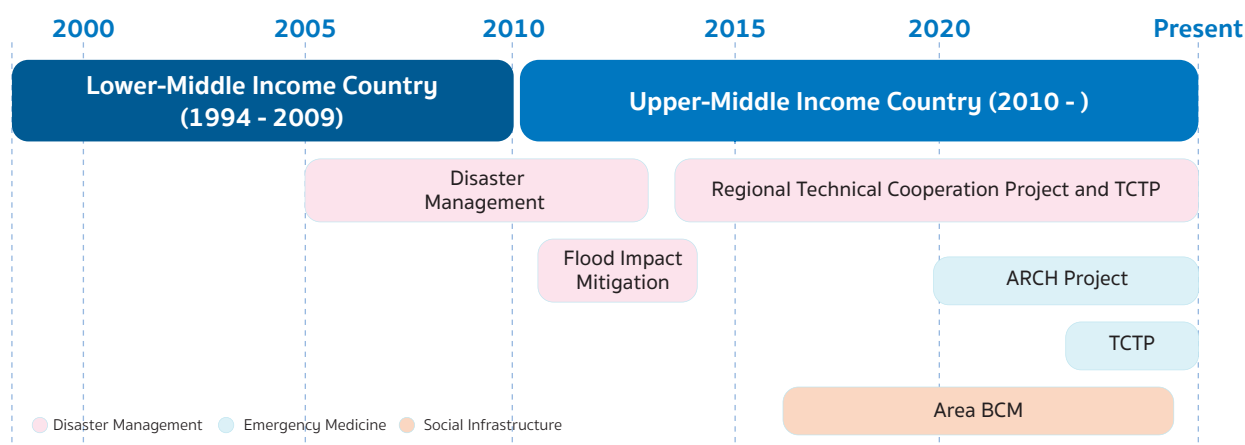 2000 2005 2010 2015 2020 Present
Lower-Middle Income Country
(1994 - 2009)
Upper-Middle Income Country (2010 - )
Disaster
Management
Regional Technical Cooperation Project and TCTP
Flood Impact
Mitigation
ARCH Project
TCTP
Area BCM
Disaster Management Emergency Medicine Social Infrastructure